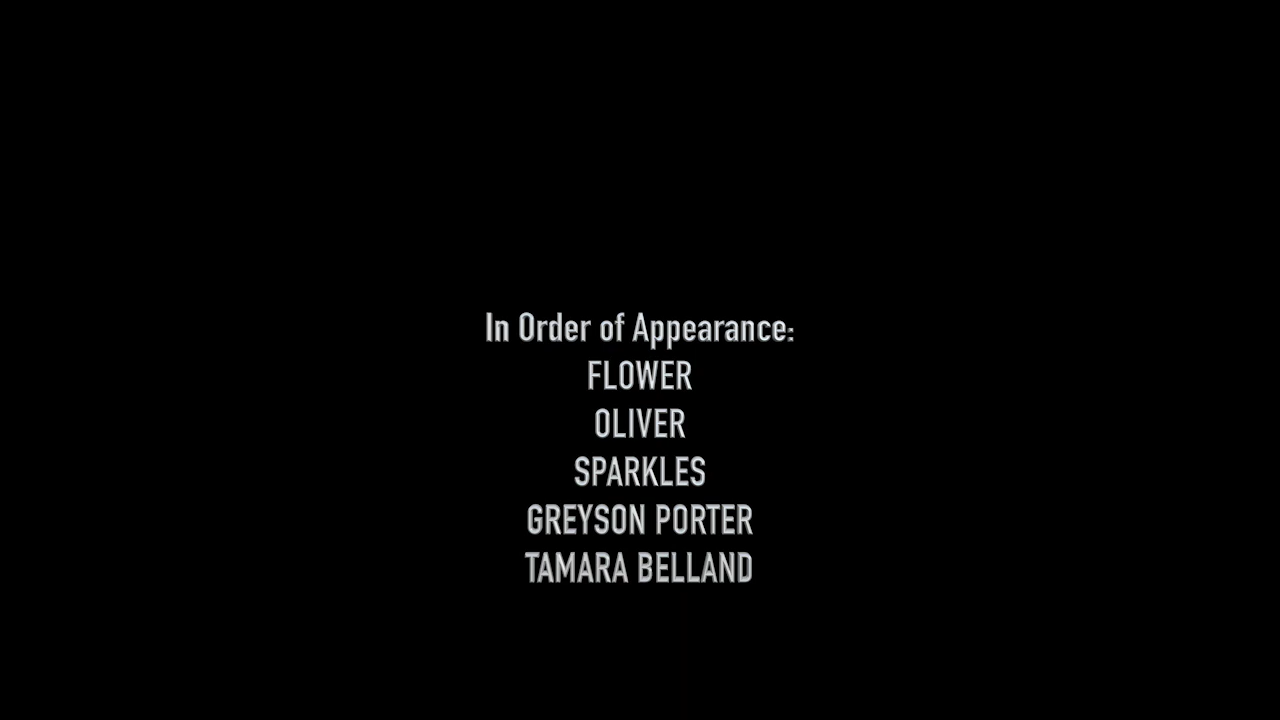 In Order of Appearance:
FLOWER
OLIVER
SPARKLES
GREYSON PORTER
TAMARA BELLAND